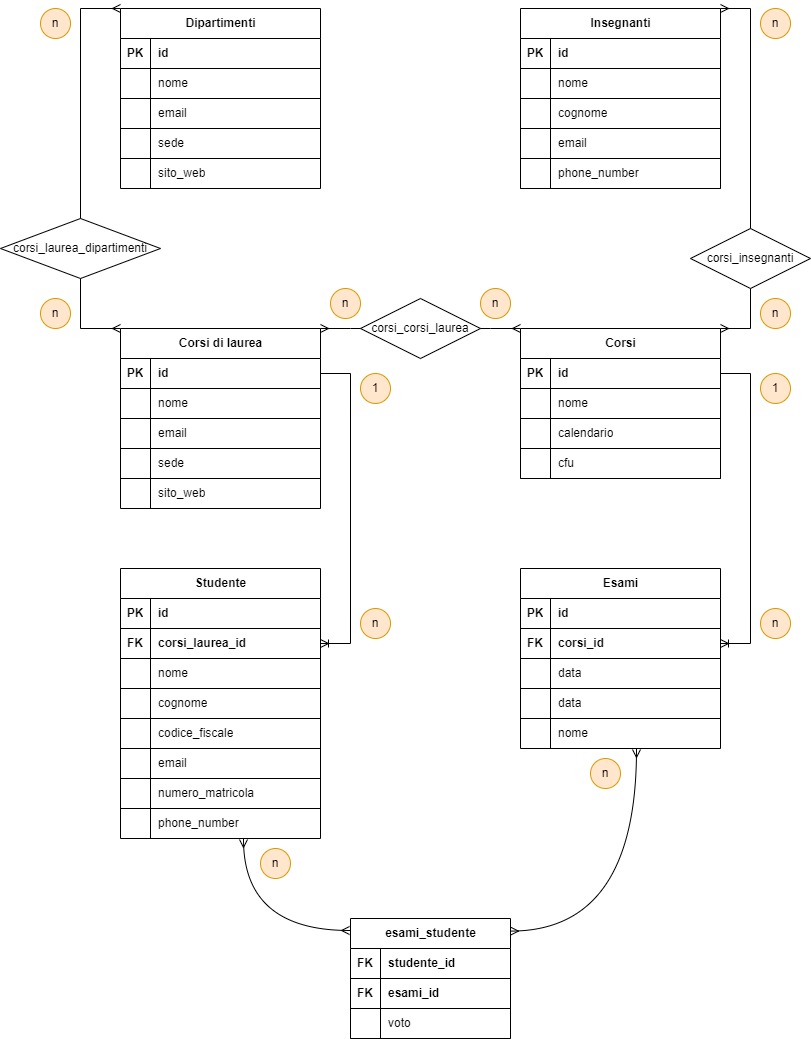 n
Dipartimenti
PK id
nome
email
sede
sito_web
Insegnanti
n
PK id
nome
cognome
email
phone_number
corsi_laurea_dipartimenti
corsi_insegnanti
n
n
n
n
corsi_corsi_laurea
Corsi di laurea
PK id
nome
email
sede
sito_web
1
Corsi
PK id
nome
calendario
cfu
1
Studente
PK id
FK corsi_laurea_id
nome
cognome
codice_fiscale
email
numero_matricola
phone_number
n
Esami
PK id
FK corsi_id
data
data
nome
n
n
n
esami_studente
FK studente_id
FK esami_id
voto